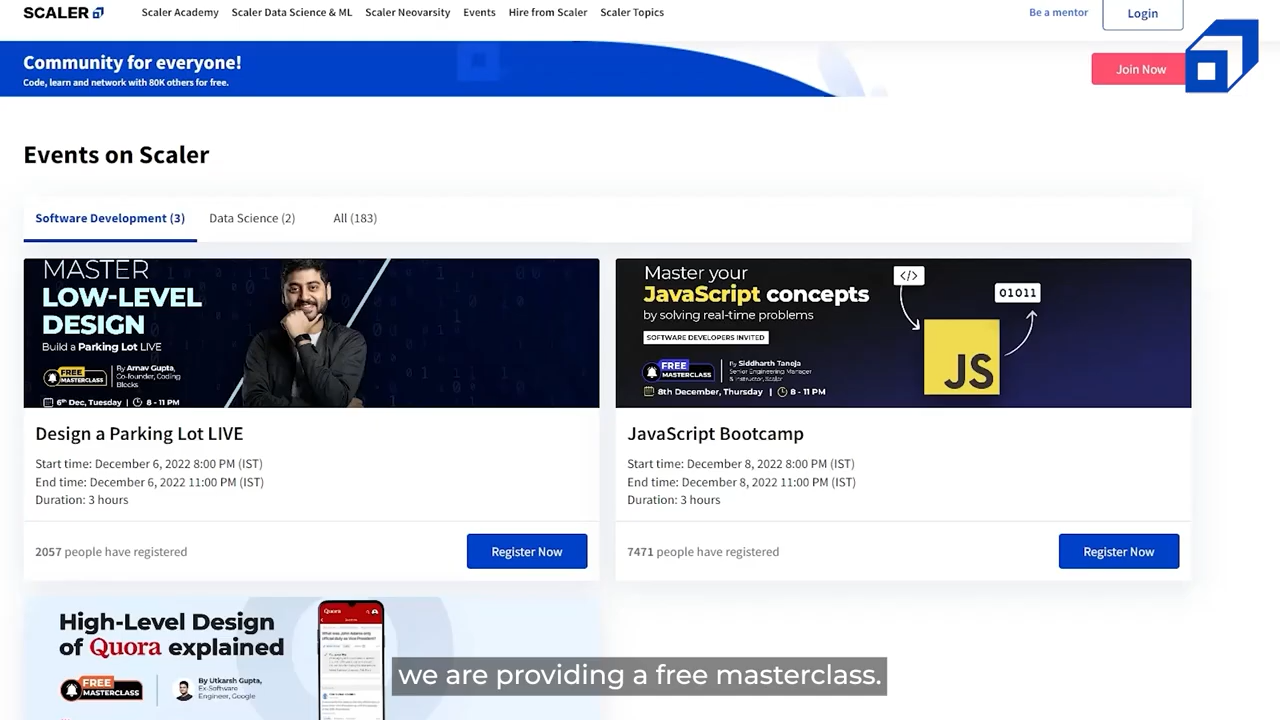 SCALER
Scaler Academy Scaler Data Science & ML Scaler Neovarsity Events Hire from Scaler Scaler Topics
Be a mentor
Login
Community for everyone!
Code, learn and network with 80K others for free.
Join Now
Events on Scaler
Software Development (3) Data Science (2) All (183)
MASTER
LOW-LEVEL
DESIGN
Build a Parking Lot LIVE
FREE
MASTERCLASS
By Arnav Gupta,
Co-founder, Coding
Blocks
6th Dec, Tuesday | 8 - 11 PM
Master your
JavaScript concepts
by solving real-time problems
SOFTWARE DEVELOPERS INVITED
FREE
MASTERCLASS
By Siddharth Taneja
Senior Engineering Manager
& Instructor, Scaler
8th December, Thursday | 8 - 11 PM
</>
01011
JS
Design a Parking Lot LIVE
Start time: December 6, 2022 8:00 PM (IST)
End time: December 6, 2022 11:00 PM (IST)
Duration: 3 hours
2057 people have registered
Register Now
JavaScript Bootcamp
Start time: December 8, 2022 8:00 PM (IST)
End time: December 8, 2022 11:00 PM (IST)
Duration: 3 hours
7471 people have registered
Register Now
High-Level Design
of Quora explained
FREE
MASTERCLASS
By Utkarsh Gupta,
Ex-Software
Engineer, Google
Quora
we are providing a free masterclass.